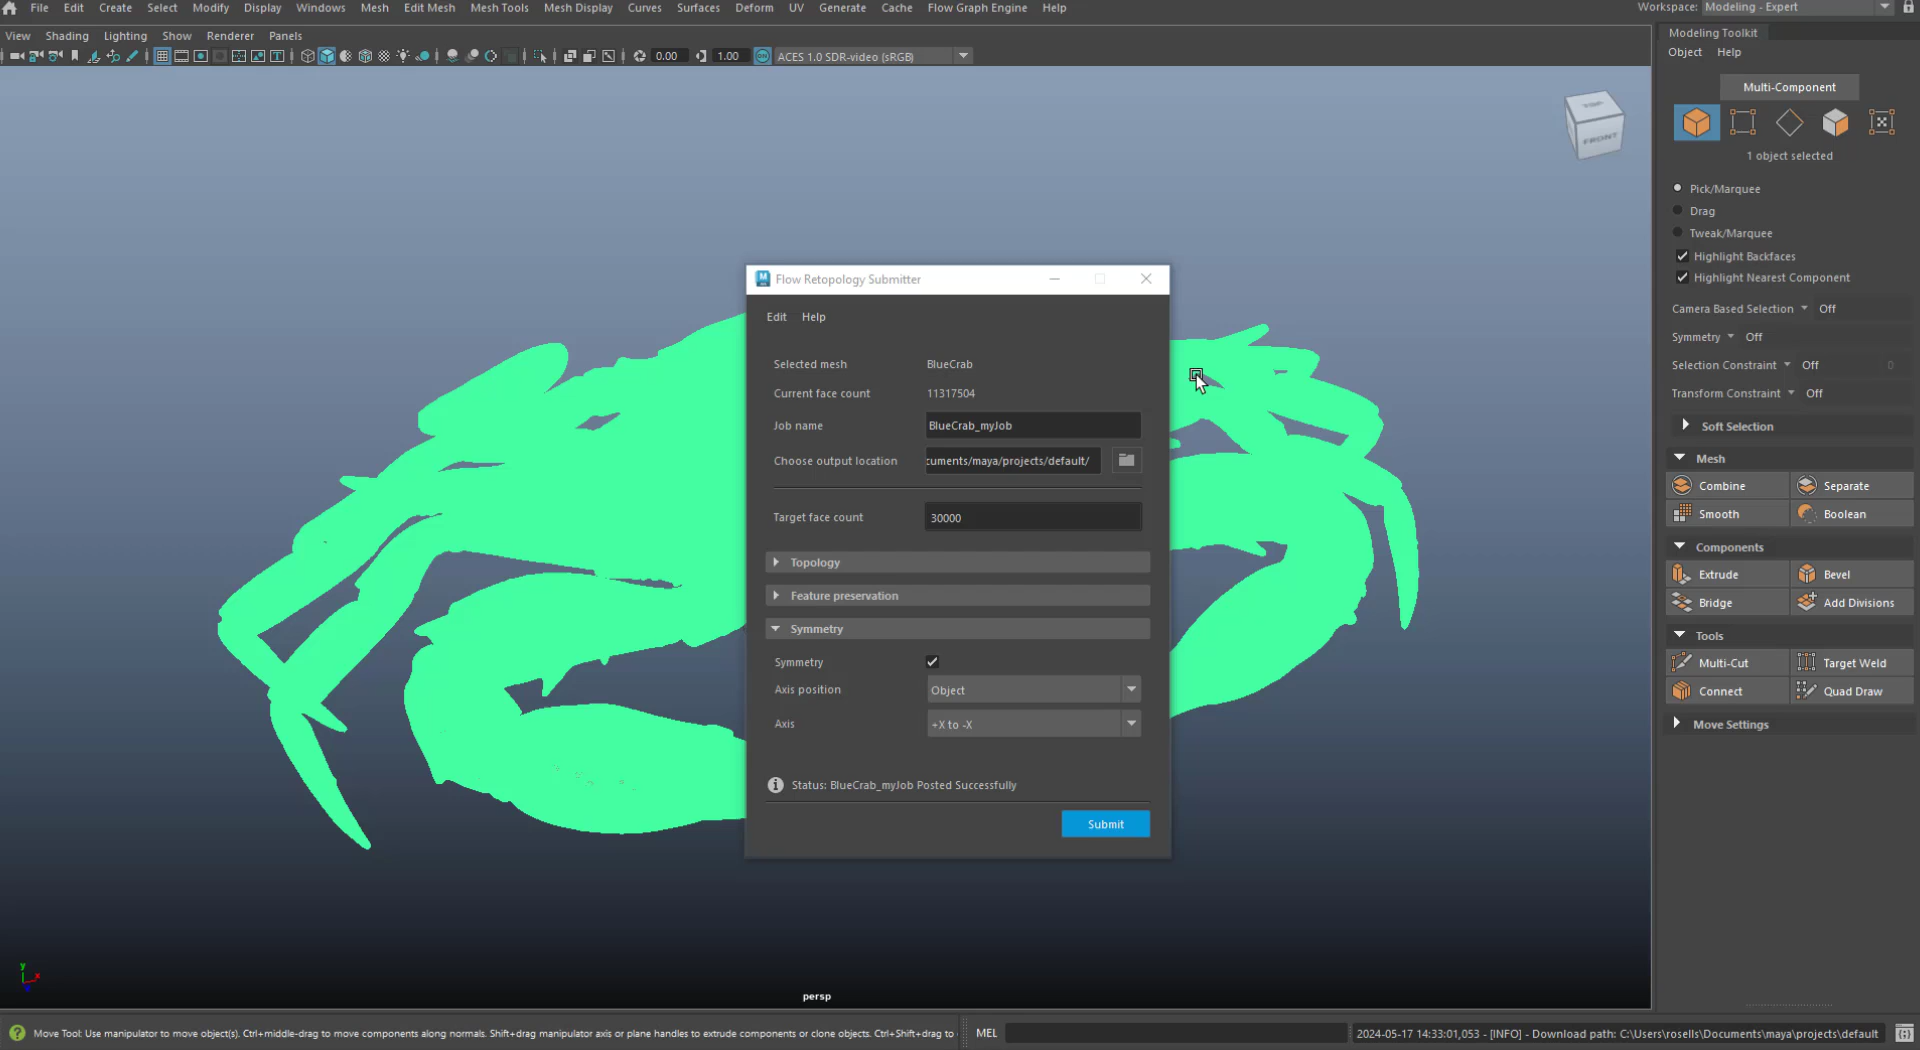 File Edit Create Select Modify Display Windows Mesh Edit Mesh Mesh Tools Mesh Display Curves Surfaces Deform UV Generate Cache Flow Graph Engine Help
Workspace: Modeling - Expert
View Shading Lighting Show Renderer Panels
Modeling Toolkit
Object Help
0.00 1.00 ACES 1.0 SDR-video (sRGB)
Multi-Component
TOP
FRONT
1 object selected
Pick/Marquee
Drag
Tweak/Marquee
Highlight Backfaces
Highlight Nearest Component
Camera Based Selection Off
Symmetry Off
Selection Constraint Off 0
Transform Constraint Off
Soft Selection
Mesh
Combine Separate
Smooth Boolean
Components
Extrude Bevel
Bridge Add Divisions
Tools
Multi-Cut Target Weld
Connect Quad Draw
Move Settings
M Flow Retopology Submitter
Edit Help
Selected mesh BlueCrab
Current face count 11317504
Job name BlueCrab_myJob
Choose output location cuments/maya/projects/default/
Target face count 30000
Topology
Feature preservation
Symmetry
Symmetry
Axis position Object
Axis +X to -X
Status: BlueCrab_myJob Posted Successfully
Submit
y
x
persp
Move Tool: Use manipulator to move object(s). Ctrl+middle-drag to move components along normals. Shift+drag manipulator axis or plane handles to extrude components or clone objects. Ctrl+Shift+drag to
MEL
2024-05-17 14:33:01,053 - [INFO] - Download path: C:\Users\rosells\Documents\maya\projects\default